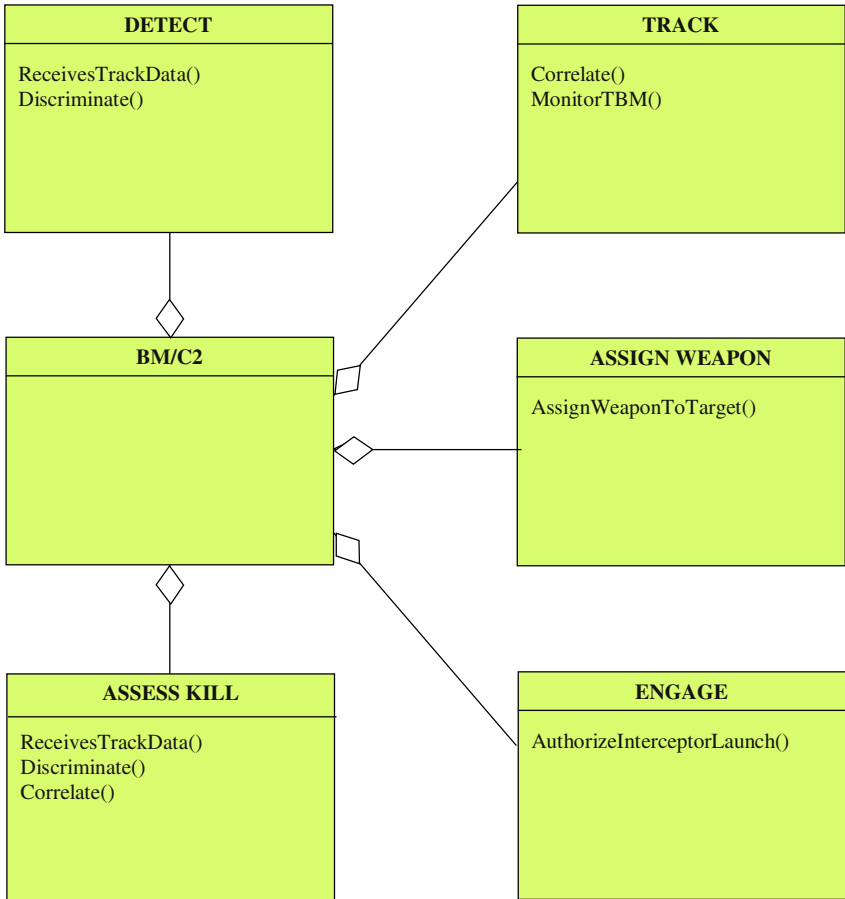 DETECT
ReceivesTrackData()
Discriminate()
TRACK
Correlate()
MonitorTBM()
BM/C2
ASSIGN WEAPON
AssignWeaponToTarget()
ASSESS KILL
ReceivesTrackData()
Discriminate()
Correlate()
ENGAGE
AuthorizeInterceptorLaunch()